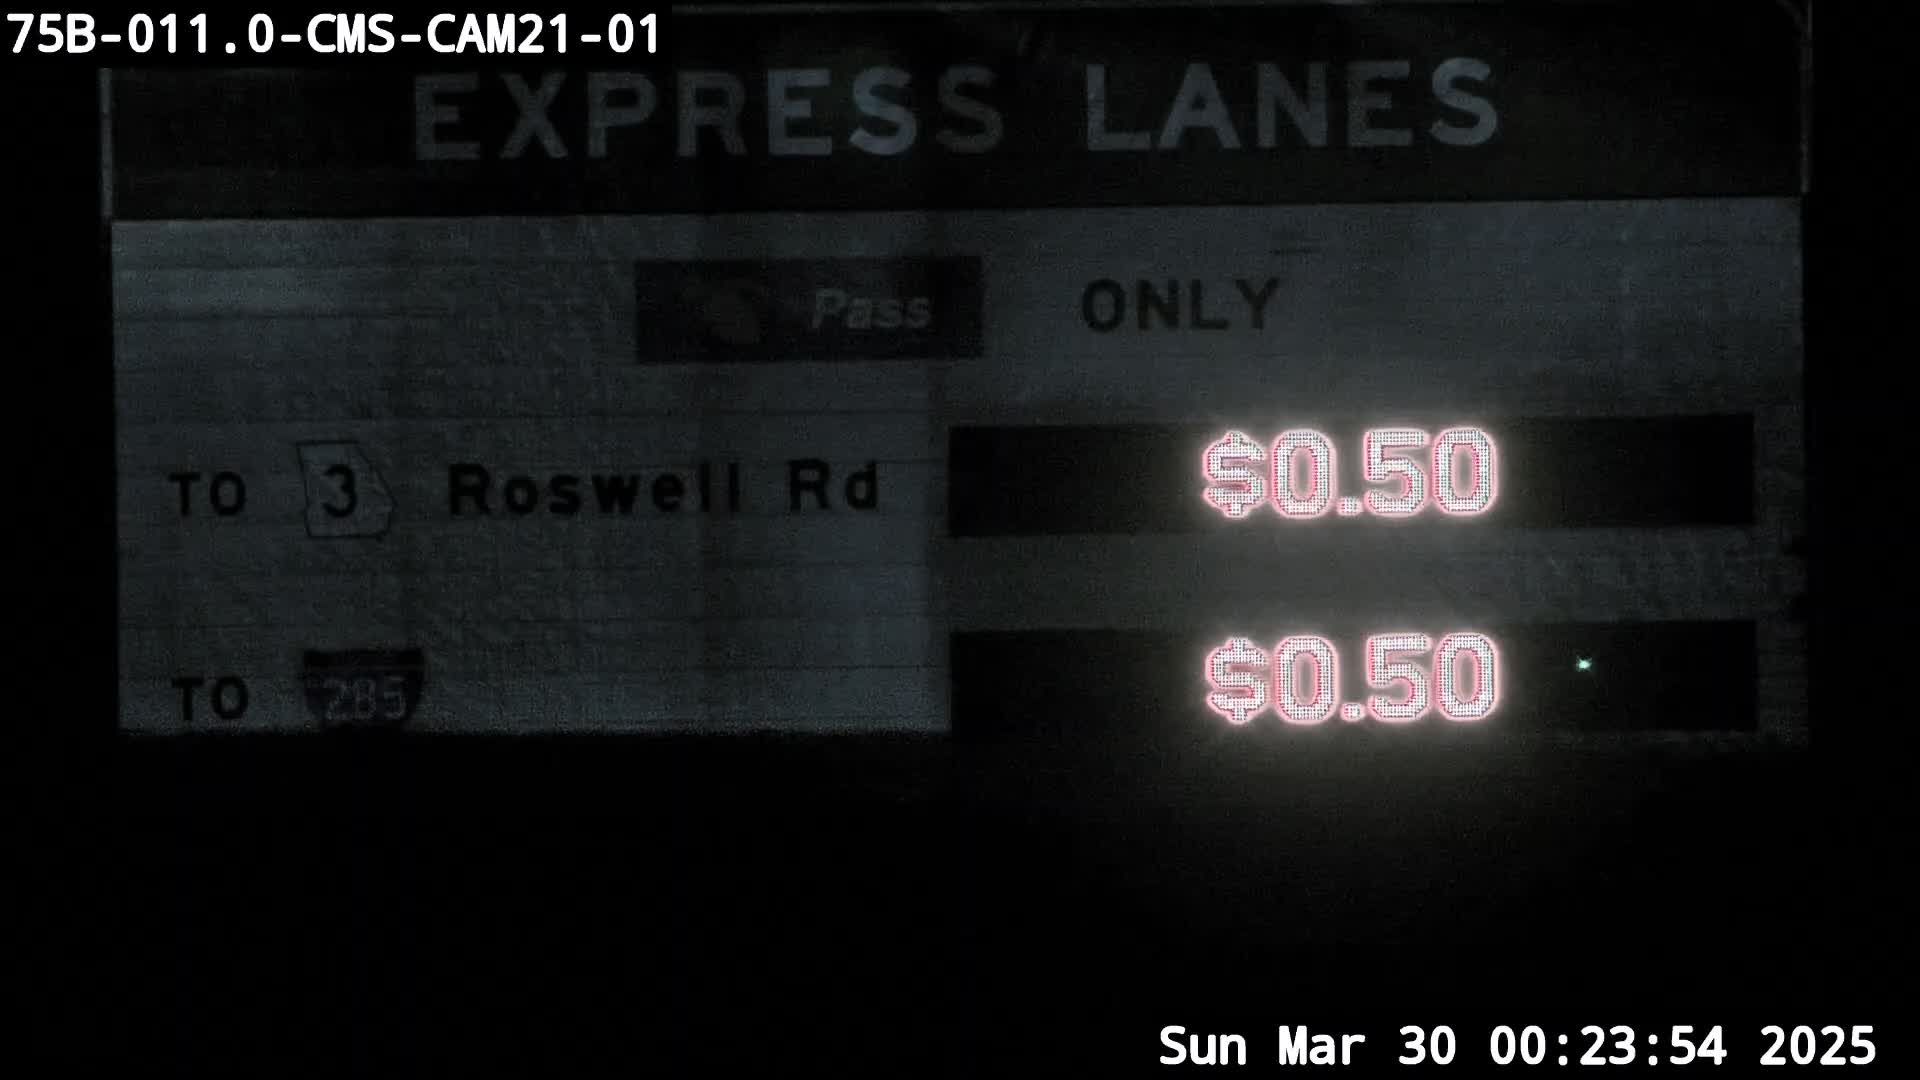 75B-011.0-CMS-CAM21-01
EXPRESS LANES
Pass ONLY
TO 3 Roswell Rd $0.50
TO 285 $0.50
Sun Mar 30 00:23:54 2025